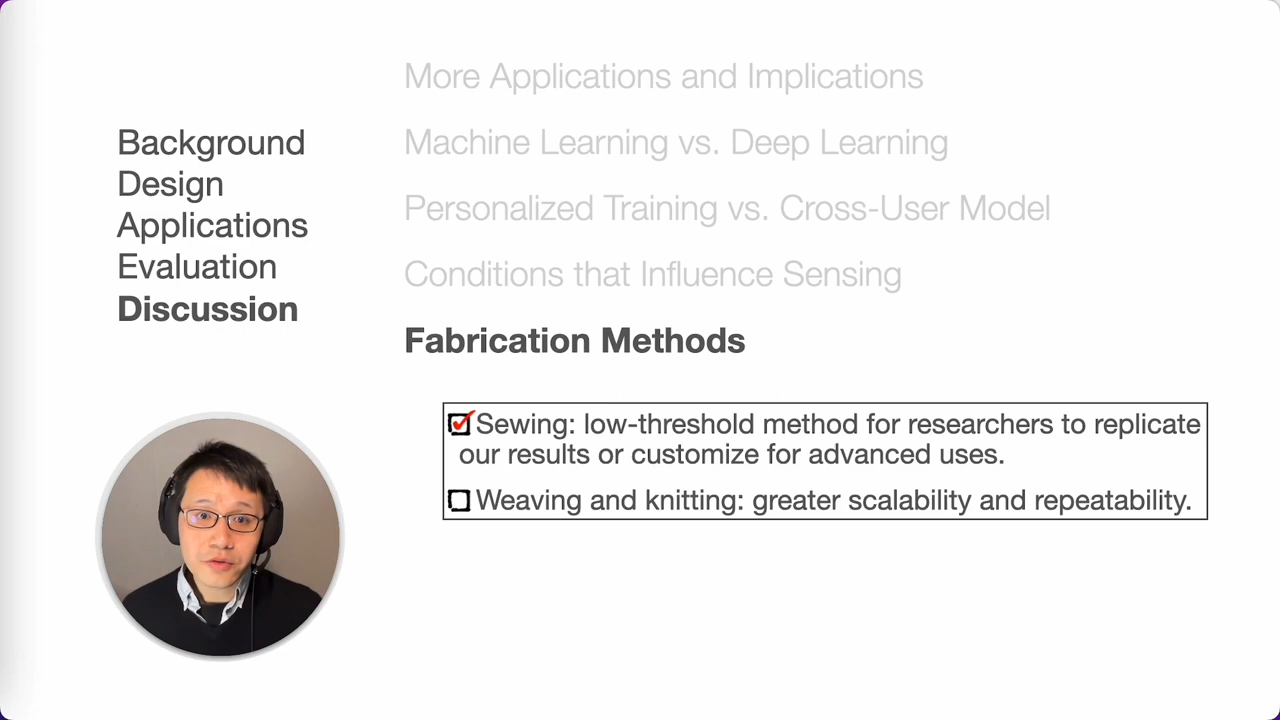 Background
Design
Applications
Evaluation
Discussion
More Applications and Implications
Machine Learning vs. Deep Learning
Personalized Training vs. Cross-User Model
Conditions that Influence Sensing
Fabrication Methods
Sewing: low-threshold method for researchers to replicate
our results or customize for advanced uses.
Weaving and knitting: greater scalability and repeatability.